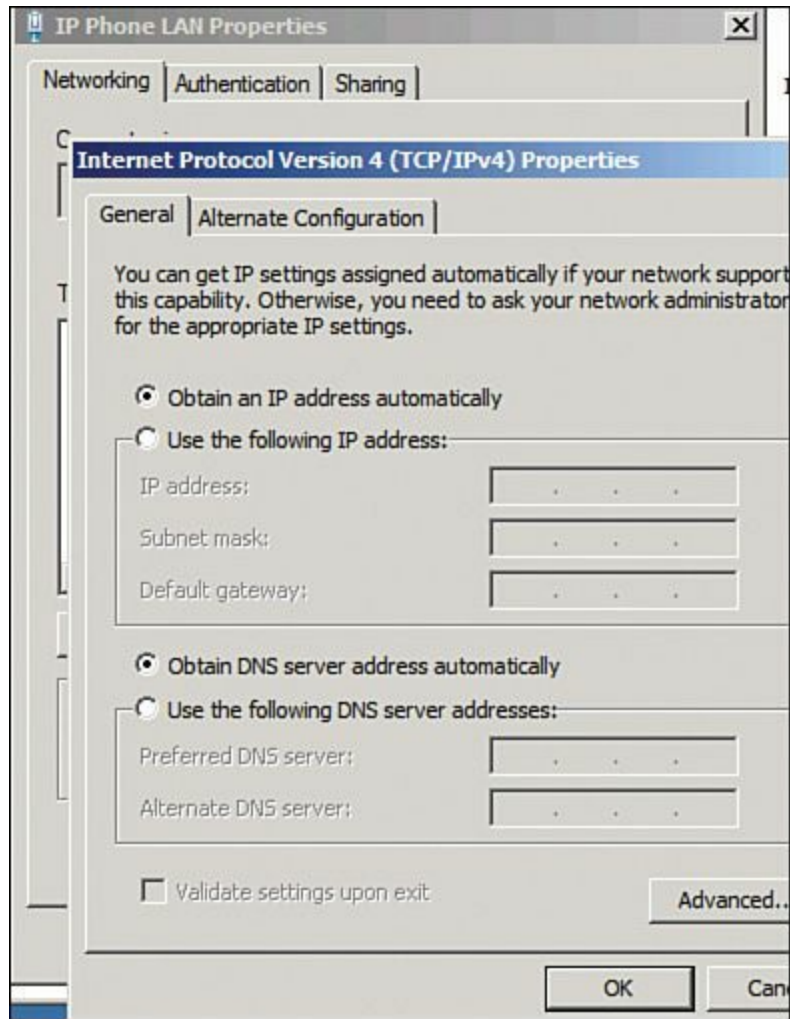 IP Phone LAN Properties
Networking
Authentication
Sharing
Internet Protocol Version 4 (TCP/IPv4) Properties
General
Alternate Configuration
You can get IP settings assigned automatically if your network support
this capability. Otherwise, you need to ask your network administrator
for the appropriate IP settings.
Obtain an IP address automatically
Use the following IP address:
IP address:
Subnet mask:
Default gateway:
Obtain DNS server address automatically
Use the following DNS server addresses:
Preferred DNS server:
Alternate DNS server:
Validate settings upon exit
Advanced..
OK
Can